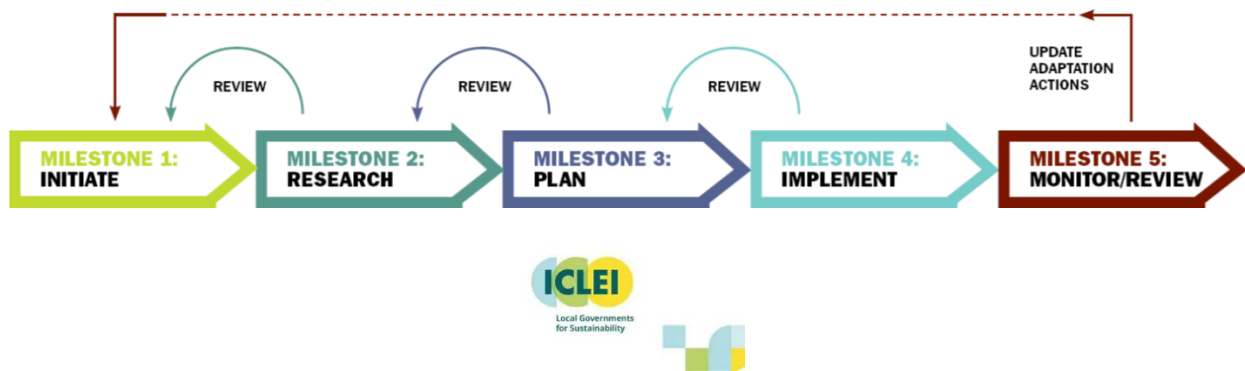 UPDATE
ADAPTATION
ACTIONS
REVIEW
REVIEW
REVIEW
MILESTONE 1:
INITIATE
MILESTONE 2:
RESEARCH
MILESTONE 3:
PLAN
MILESTONE 4:
IMPLEMENT
MILESTONE 5:
MONITOR/REVIEW
ICLEI
Local Governments
for Sustainability